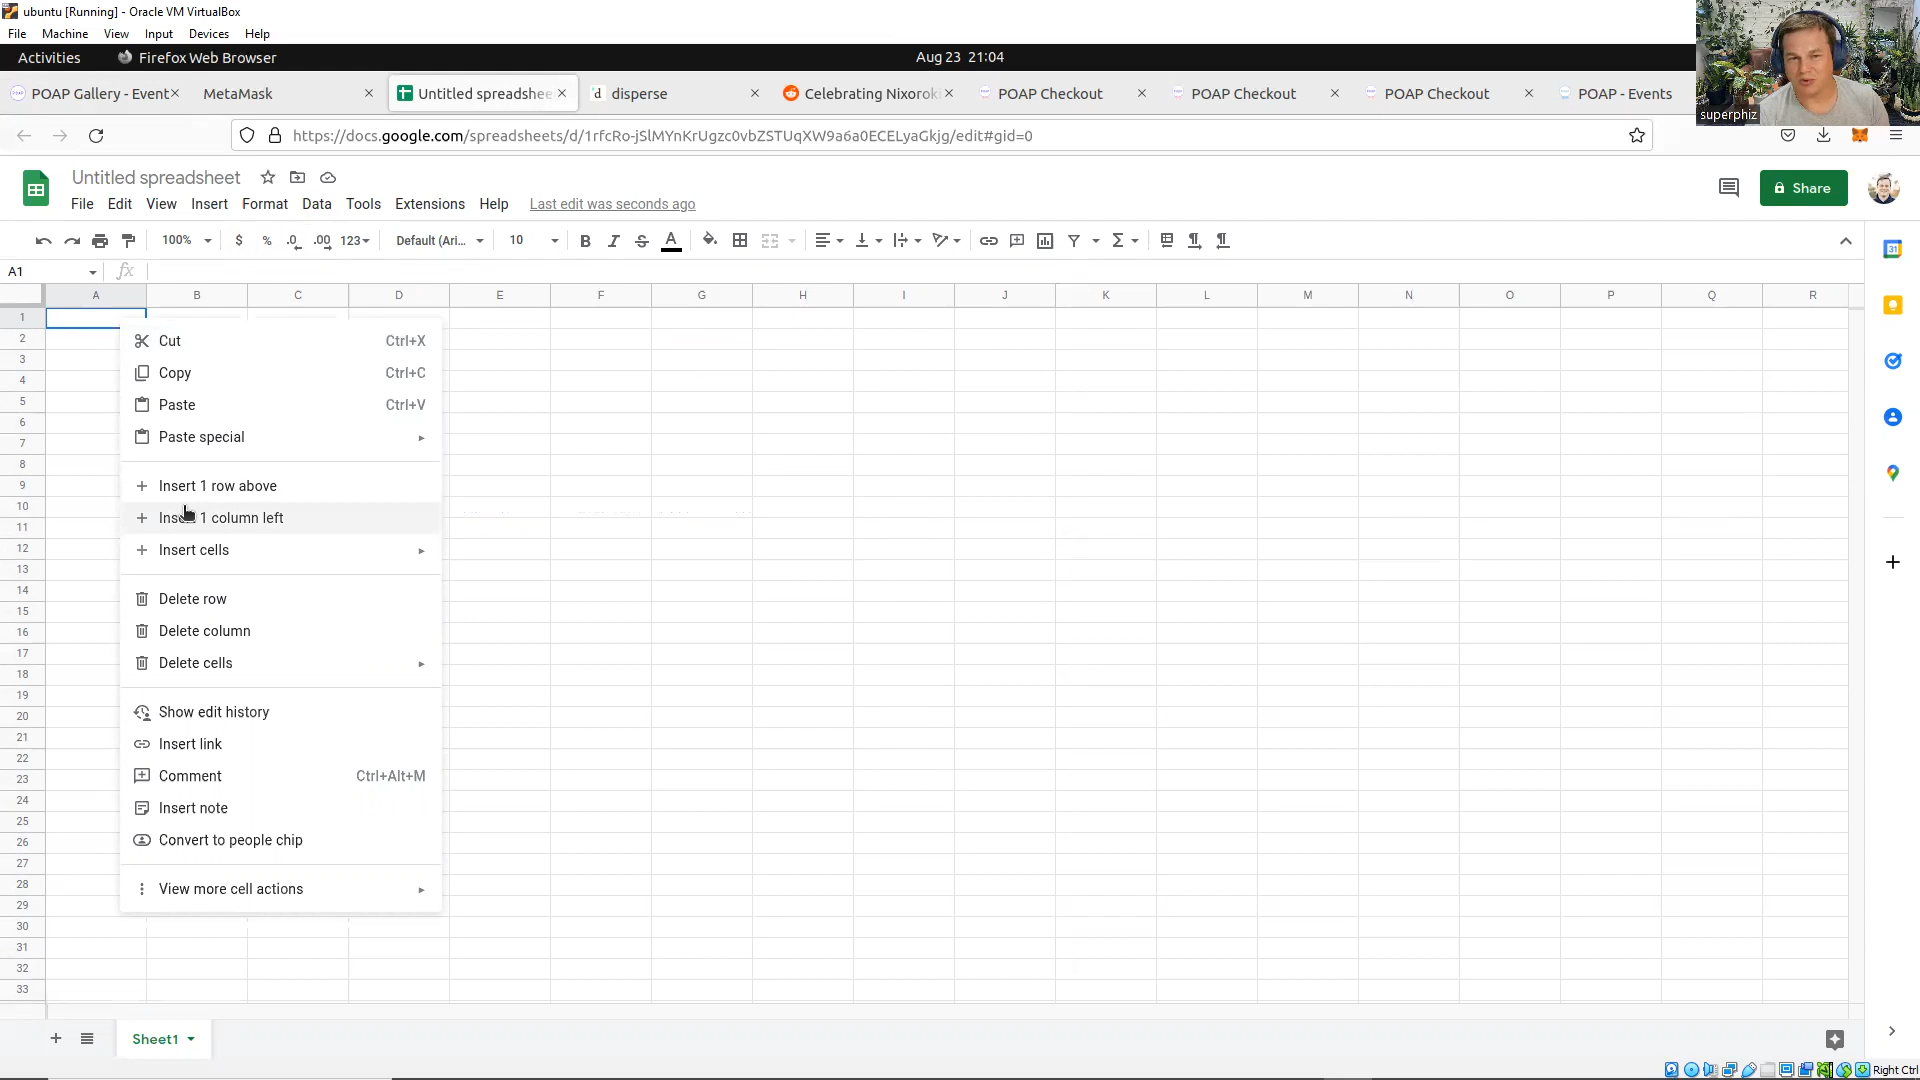 ubuntu [Running] - Oracle VM VirtualBox
File Machine View Input Devices Help
Activities Firefox Web Browser Aug 23 21:04
superphiz
POAP Gallery - Event MetaMask Untitled spreadshee disperse Celebrating Nixorok POAP Checkout POAP Checkout POAP Checkout POAP - Events
https://docs.google.com/spreadsheets/d/1rfcRo-jSlMYnKrUgzc0vbZSTUqXW9a6a0ECELyaGkjg/edit#gid=0
Untitled spreadsheet
Share
File Edit View Insert Format Data Tools Extensions Help Last edit was seconds ago
100% $ % .0 .00 123 Default (Ari... 10 B I S A
31
A1 fx
A B C D E F G H I J K L M N O P Q R
1
2
Cut Ctrl+X
3
Copy Ctrl+C
4
5
Paste Ctrl+V
6
7
Paste special
8
9
Insert 1 row above
10
1 column left
11
12
Insert cells
13
14
Delete row
15
16
Delete column
17
Delete cells
18
19
20
Show edit history
21
Insert link
22
23
Comment Ctrl+Alt+M
24
Insert note
25
26
Convert to people chip
27
28
View more cell actions
29
30
31
32
33
Sheet1
Right Ctrl